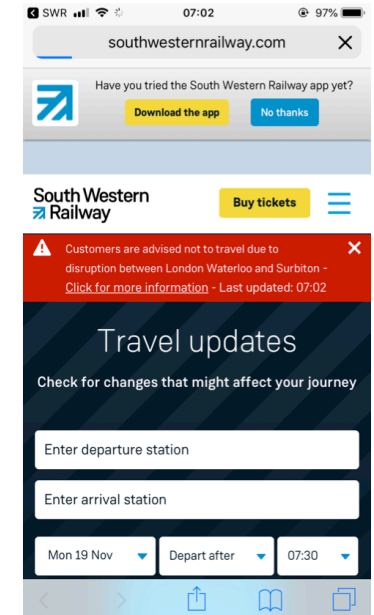 SWR 07:02 97%
southwesternrailway.com
Have you tried the South Western Railway app yet?
Download the app No thanks
South Western
Railway
Buy tickets
Customers are advised not to travel due to
disruption between London Waterloo and Surbiton -
Click for more information - Last updated: 07:02
Travel updates
Check for changes that might affect your journey
Enter departure station
Enter arrival station
Mon 19 Nov Depart after 07:30